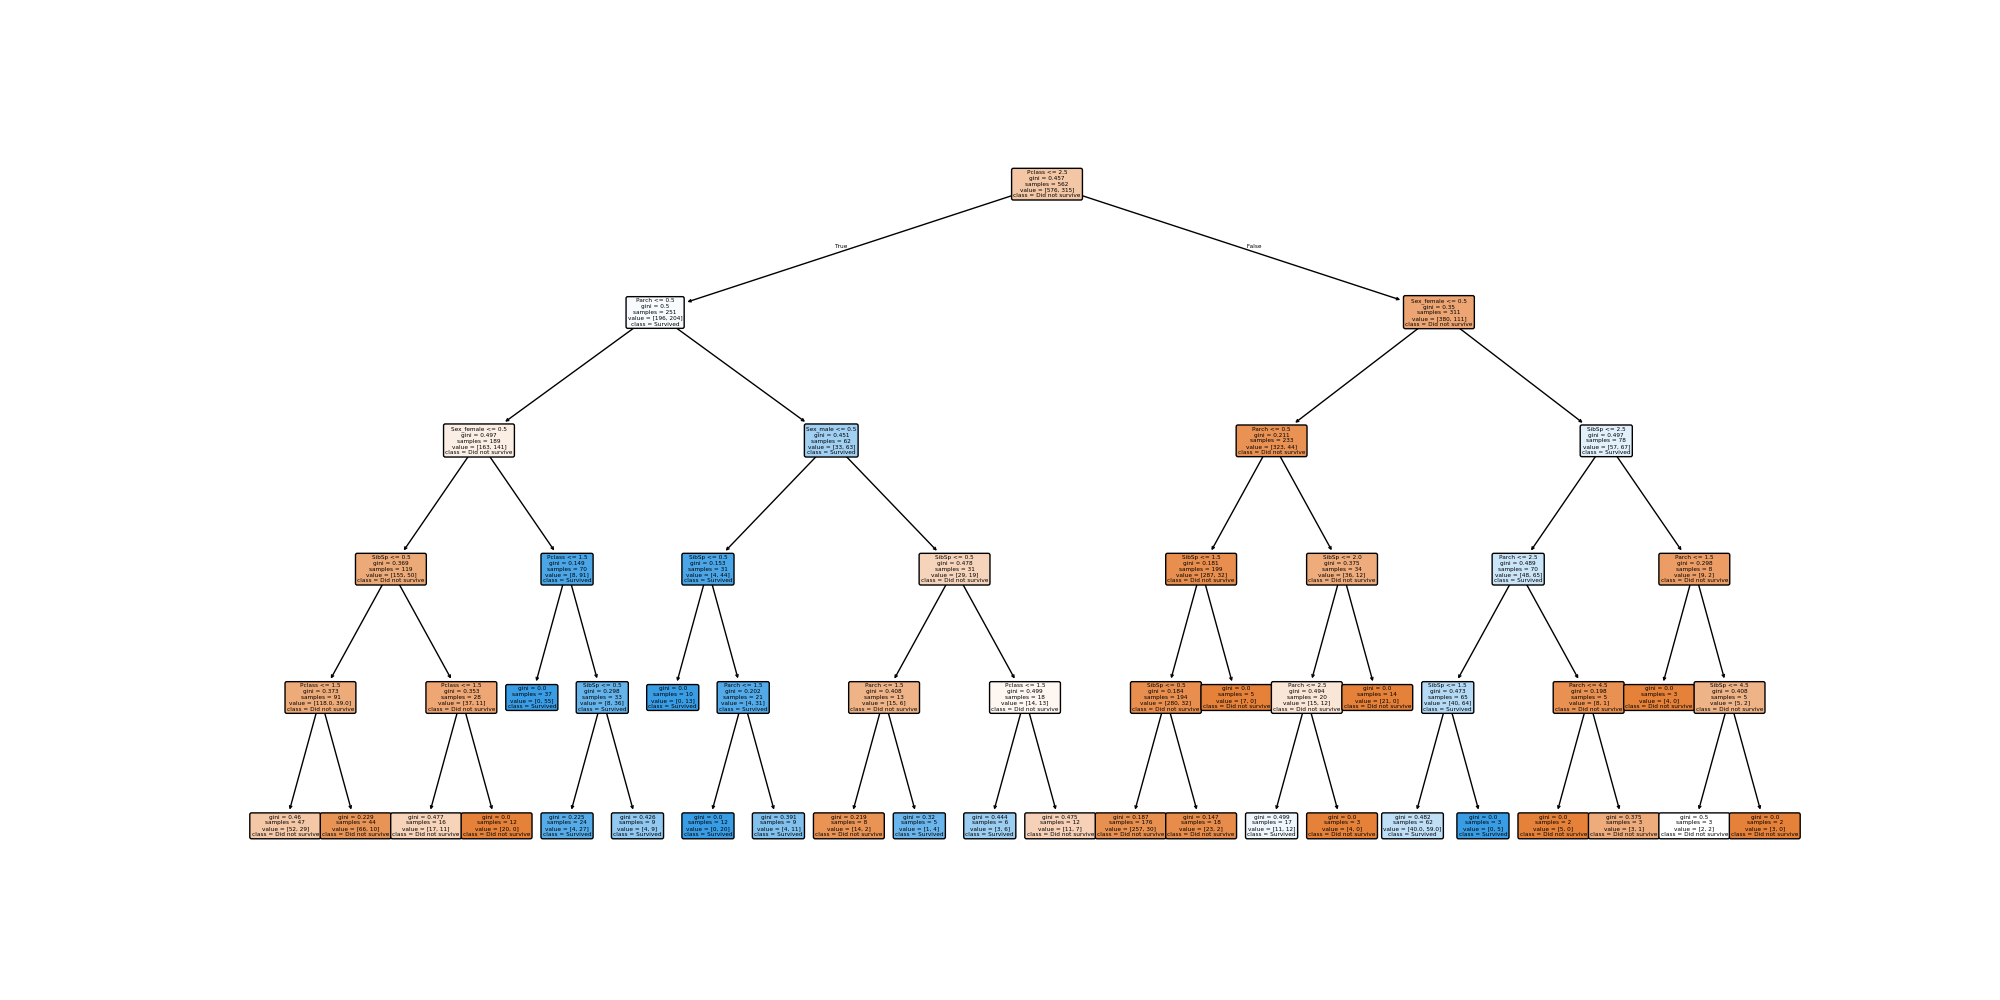 Pclass <= 2.5
gini = 0.457
samples = 562
value = [576, 315]
class = Did not survive
True
False
Parch <= 0.5
gini = 0.5
samples = 251
value = [196, 204]
class = Survived
Sex_female <= 0.5
gini = 0.35
samples = 311
value = [380, 111]
class = Did not survive
Sex_female <= 0.5
gini = 0.497
samples = 189
value = [163, 141]
class = Did not survive
Sex_male <= 0.5
gini = 0.451
samples = 62
value = [33, 63]
class = Survived
Parch <= 0.5
gini = 0.211
samples = 233
value = [323, 44]
class = Did not survive
SibSp <= 2.5
gini = 0.497
samples = 78
value = [57, 67]
class = Survived
SibSp <= 0.5
gini = 0.369
samples = 119
value = [155, 50]
class = Did not survive
Pclass <= 1.5
gini = 0.149
samples = 70
value = [8, 91]
class = Survived
SibSp <= 0.5
gini = 0.153
samples = 31
value = [4, 44]
class = Survived
SibSp <= 0.5
gini = 0.478
samples = 31
value = [29, 19]
class = Did not survive
SibSp <= 1.5
gini = 0.181
samples = 199
value = [287, 32]
class = Did not survive
SibSp <= 2.0
gini = 0.375
samples = 34
value = [36, 12]
class = Did not survive
Parch <= 2.5
gini = 0.489
samples = 70
value = [48, 65]
class = Survived
Parch <= 1.5
gini = 0.298
samples = 8
value = [9, 2]
class = Did not survive
Pclass <= 1.5
gini = 0.373
samples = 91
value = [118.0, 39.0]
class = Did not survive
Pclass <= 1.5
gini = 0.353
samples = 28
value = [37, 11]
class = Did not survive
gini = 0.0
samples = 37
value = [0, 55]
class = Survived
SibSp <= 0.5
gini = 0.298
samples = 33
value = [8, 36]
class = Survived
gini = 0.0
samples = 10
value = [0, 13]
class = Survived
Parch <= 1.5
gini = 0.202
samples = 21
value = [4, 31]
class = Survived
Parch <= 1.5
gini = 0.408
samples = 13
value = [15, 6]
class = Did not survive
Pclass <= 1.5
gini = 0.499
samples = 18
value = [14, 13]
class = Did not survive
SibSp <= 0.5
gini = 0.184
samples = 194
value = [280, 32]
class = Did not survive
gini = 0.0
samples = 5
value = [7, 0]
class = Did not survive
Parch <= 2.5
gini = 0.494
samples = 20
value = [15, 12]
class = Did not survive
gini = 0.0
samples = 14
value = [21, 0]
class = Did not survive
SibSp <= 1.5
gini = 0.473
samples = 65
value = [40, 64]
class = Survived
Parch <= 4.5
gini = 0.198
samples = 5
value = [8, 1]
class = Did not survive
gini = 0.0
samples = 3
value = [4, 0]
class = Did not survive
SibSp <= 4.5
gini = 0.408
samples = 5
value = [5, 2]
class = Did not survive
gini = 0.46
samples = 47
value = [52, 29]
class = Did not survive
gini = 0.229
samples = 44
value = [66, 10]
class = Did not survive
gini = 0.477
samples = 16
value = [17, 11]
class = Did not survive
gini = 0.0
samples = 12
value = [20, 0]
class = Did not survive
gini = 0.225
samples = 24
value = [4, 27]
class = Survived
gini = 0.426
samples = 9
value = [4, 9]
class = Survived
gini = 0.0
samples = 12
value = [0, 20]
class = Survived
gini = 0.391
samples = 9
value = [4, 11]
class = Survived
gini = 0.219
samples = 8
value = [14, 2]
class = Did not survive
gini = 0.32
samples = 5
value = [1, 4]
class = Survived
gini = 0.444
samples = 6
value = [3, 6]
class = Survived
gini = 0.475
samples = 12
value = [11, 7]
class = Did not survive
gini = 0.187
samples = 176
value = [257, 30]
class = Did not survive
gini = 0.147
samples = 18
value = [23, 2]
class = Did not survive
gini = 0.499
samples = 17
value = [11, 12]
class = Survived
gini = 0.0
samples = 3
value = [4, 0]
class = Did not survive
gini = 0.482
samples = 62
value = [40.0, 59.0]
class = Survived
gini = 0.0
samples = 3
value = [0, 5]
class = Survived
gini = 0.0
samples = 2
value = [5, 0]
class = Did not survive
gini = 0.375
samples = 3
value = [3, 1]
class = Did not survive
gini = 0.5
samples = 3
value = [2, 2]
class = Did not survive
gini = 0.0
samples = 2
value = [3, 0]
class = Did not survive